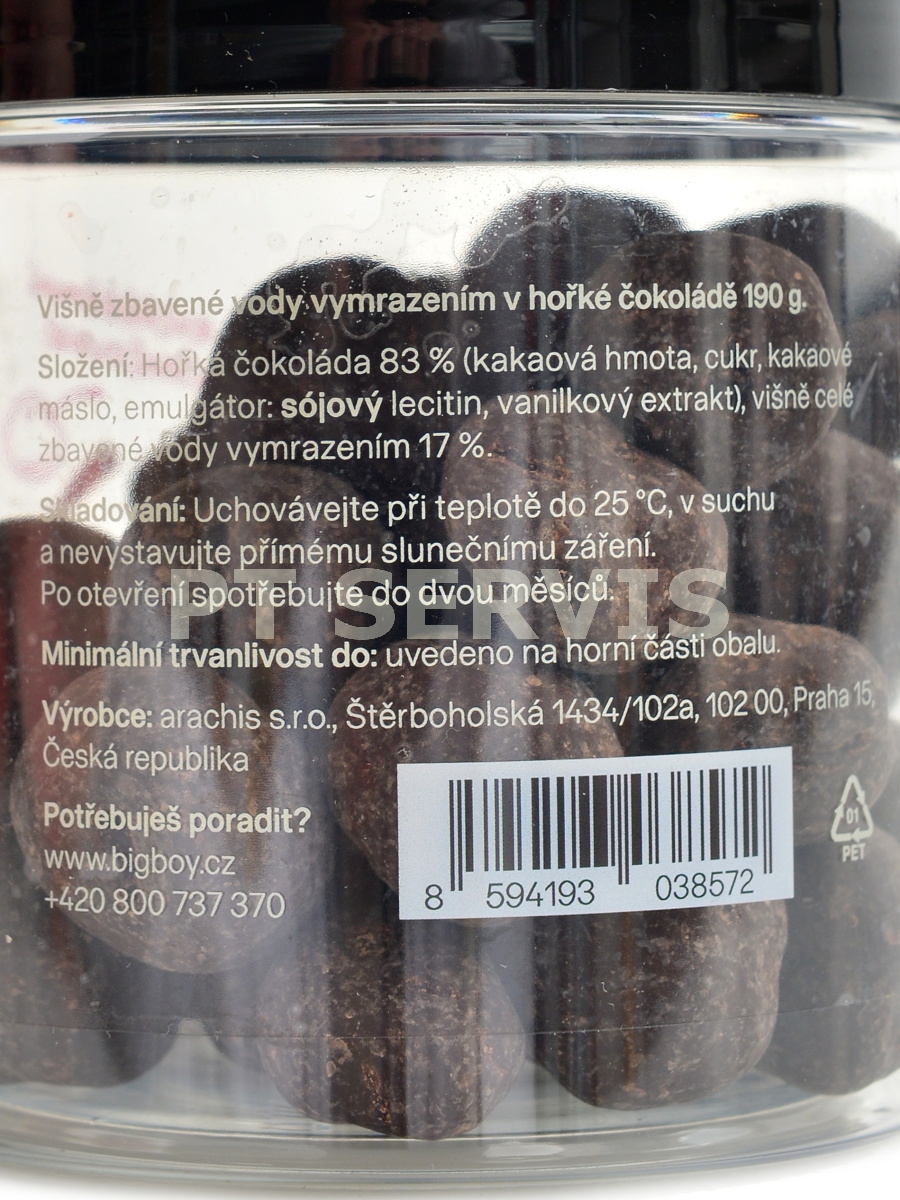 Višně zbavené vody vymrazením v hořké čokoládě 190 g.
Složení: Hořká čokoláda 83 % (kakaová hmota, cukr, kakaové
máslo, emulgátor: sójový lecitin, vanilkový extrakt), višně celé
zbavené vody vymrazením 17 %.
Skladování: Uchovávejte při teplotě do 25 °C, v suchu
a nevystavujte přímému slunečnímu záření.
Po otevření spotřebujte do dvou měsíců.
PT SERVIS
Minimální trvanlivost do: uvedeno na horní části obalu.
Výrobce: arachis s.r.o., Štěrboholská 1434/102a, 102 00, Praha 15,
Česká republika
Potřebuješ poradit?
www.bigboy.cz
+420 800 737 370
8 594193 038572
01
PET